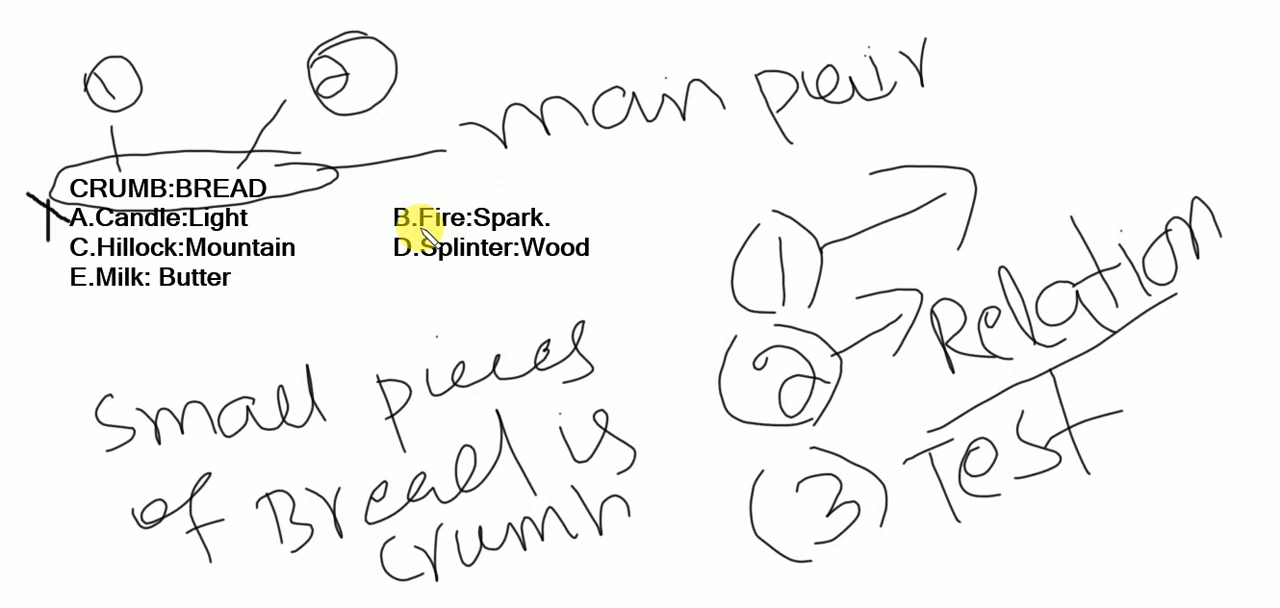 1
2
main pair
CRUMB:BREAD
A.Candle:Light B.Fire:Spark.
C.Hillock:Mountain D.Splinter:Wood
E.Milk: Butter
1
2
Relation
(3) Test
Small pieces
of Bread is
crumb